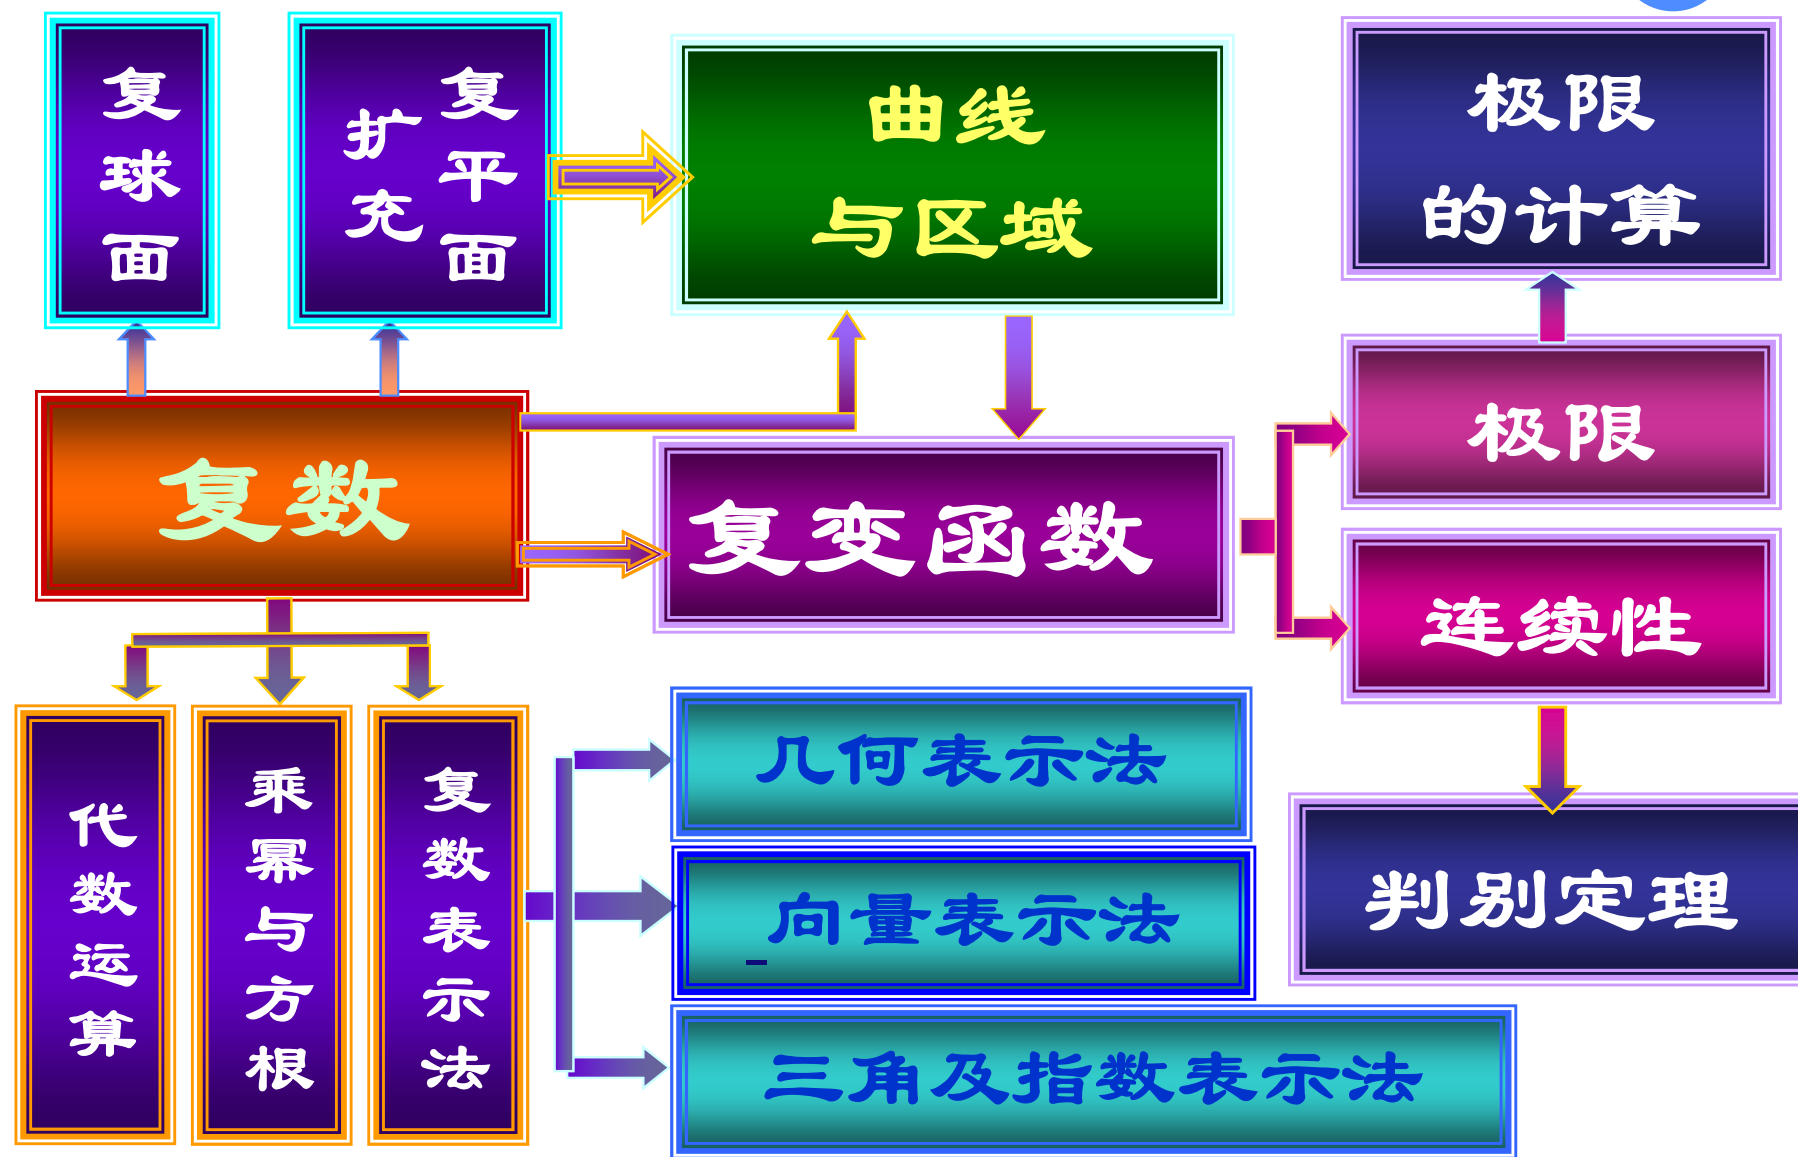 复球面
扩充
复平面
曲线
与区域
极限
的计算
复数
复变函数
极限
连续性
判别定理
代数运算
乘幂与方根
复数表示法
几何表示法
向量表示法
三角及指数表示法